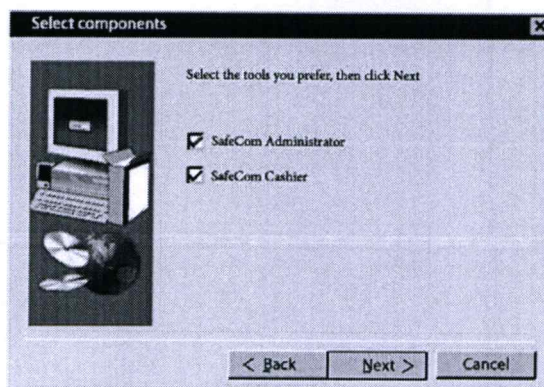 Select components
Select the tools you prefer, then click Next
SafeCom Administrator
SafeCom Cashier
< Back
Next >
Cancel